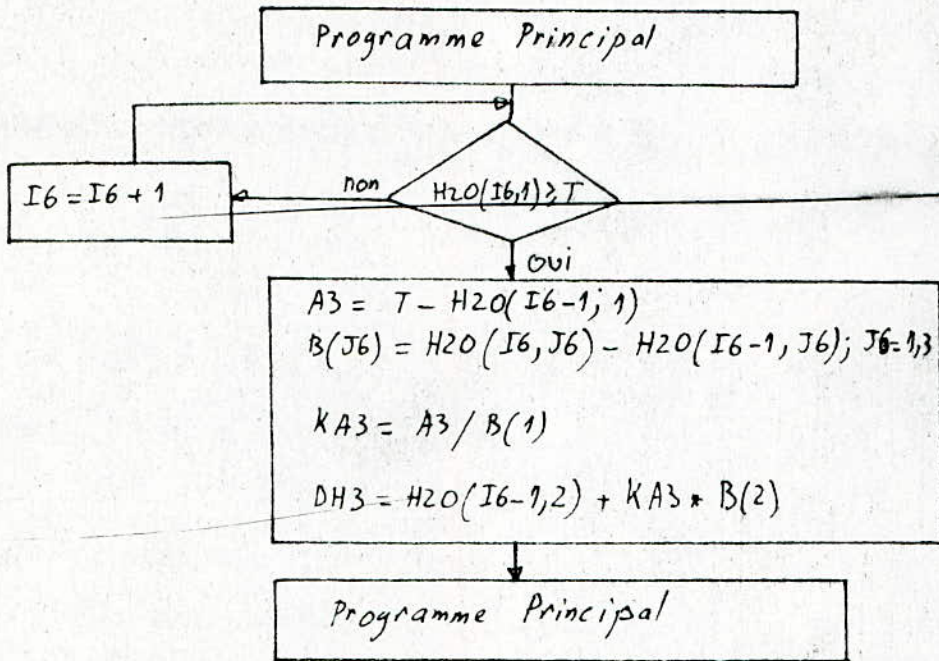 Programme Principal
I6 = I6 + 1
non
H2O(I6,1) ≥ T
oui
A3 = T - H2O(I6-1; 1)
B(J6) = H2O(I6, J6) - H2O(I6-1, J6); J6=1,3
KA3 = A3 / B(1)
DH3 = H2O(I6-1,2) + KA3 * B(2)
Programme Principal